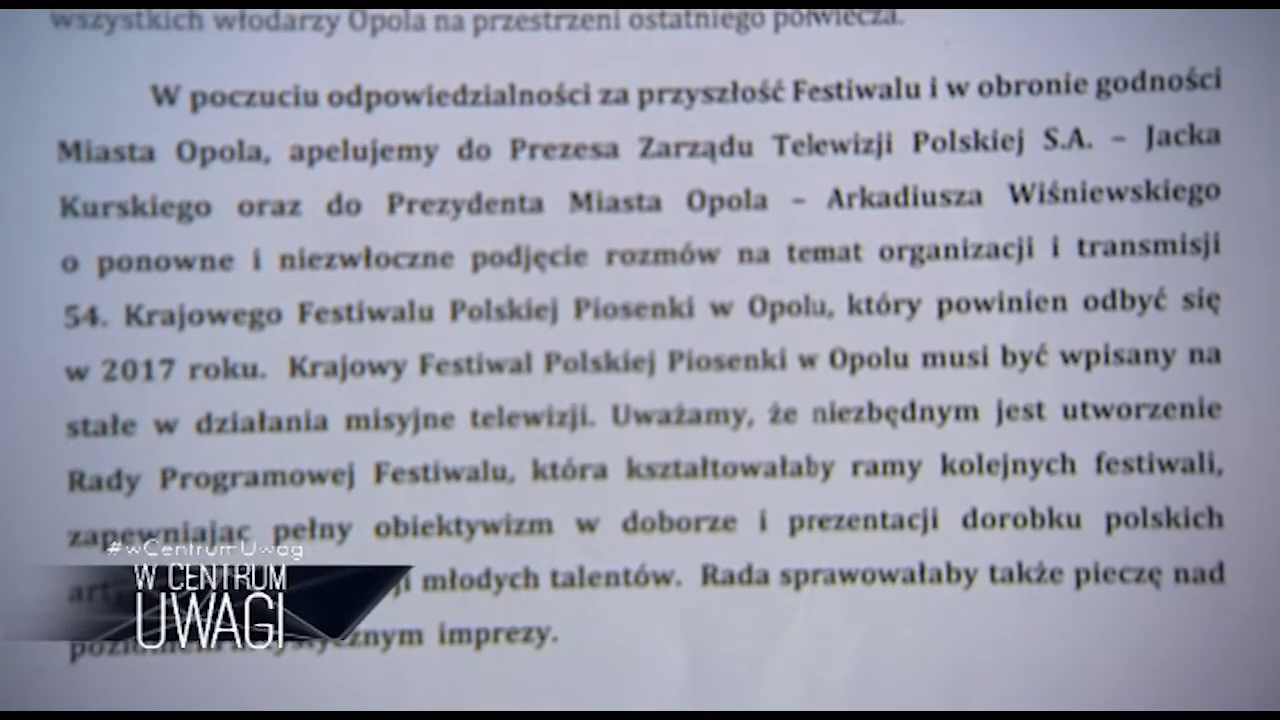 wszystkich włodarzy Opola na przestrzeni ostatniego półwiecza.
W poczuciu odpowiedzialności za przyszłość Festiwalu i w obronie godności
Miasta Opola, apelujemy do Prezesa Zarządu Telewizji Polskiej S.A. – Jacka
Kurskiego oraz do Prezydenta Miasta Opola – Arkadiusza Wiśniewskiego
o ponowne i niezwłoczne podjęcie rozmów na temat organizacji i transmisji
54. Krajowego Festiwalu Polskiej Piosenki w Opolu, który powinien odbyć się
w 2017 roku. Krajowy Festiwal Polskiej Piosenki w Opolu musi być wpisany na
stałe w działania misyjne telewizji. Uważamy, że niezbędnym jest utworzenie
Rady Programowej Festiwalu, która kształtowałaby ramy kolejnych festiwali,
zapewniając pełny obiektywizm w doborze i prezentacji dorobku polskich
młodych talentów. Rada sprawowałaby także pieczę nad
imprezy.
#wCentrumUwag
W CENTRUM
UWAGI